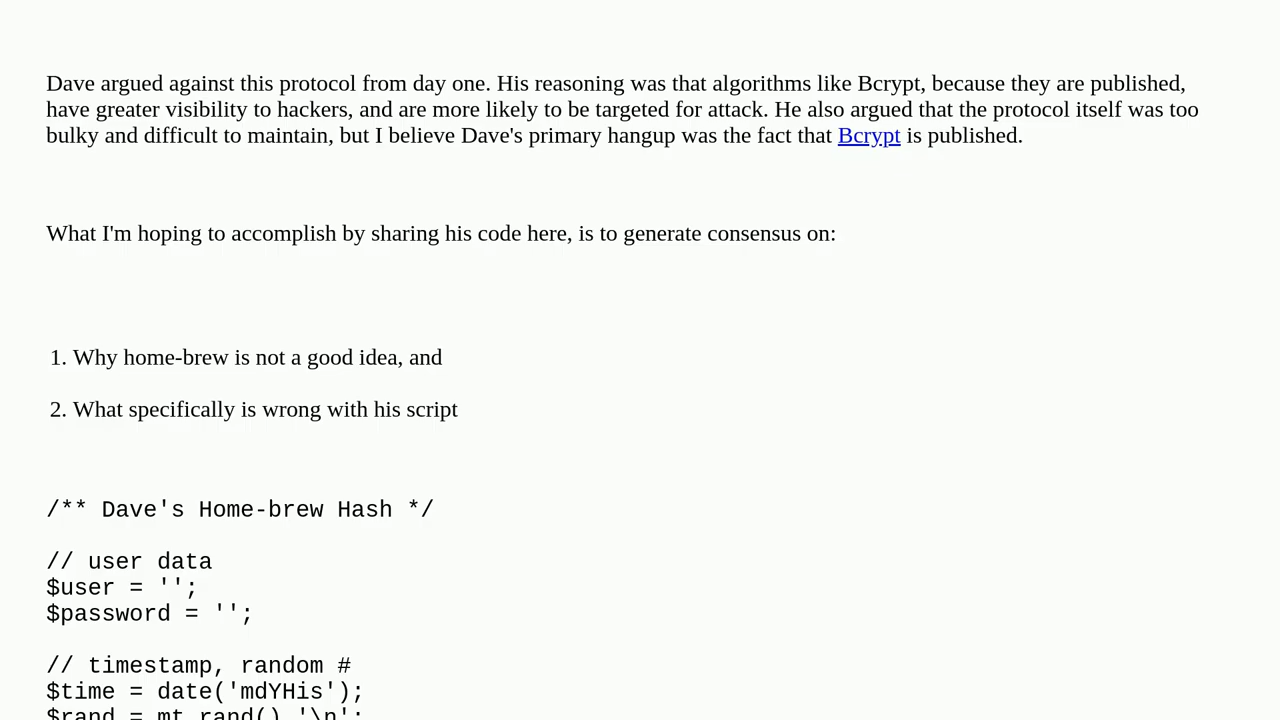 Dave argued against this protocol from day one. His reasoning was that algorithms like Bcrypt, because they are published,
have greater visibility to hackers, and are more likely to be targeted for attack. He also argued that the protocol itself was too
bulky and difficult to maintain, but I believe Dave's primary hangup was the fact that Bcrypt is published.
What I'm hoping to accomplish by sharing his code here, is to generate consensus on:
1. Why home-brew is not a good idea, and
2. What specifically is wrong with his script
/** Dave's Home-brew Hash */
// user data
$user = '';
$password = '';
// timestamp, random #
$time = date('mdYHis');
$rand = mt_rand().'\n';